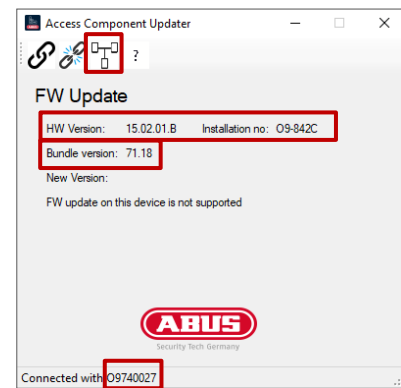 Access Component Updater
?
FW Update
HW Version: 15.02.01.B Installation no: O9-842C
Bundle version: 71.18
New Version:
FW update on this device is not supported
ABUS
Security Tech Germany
Connected with O9740027